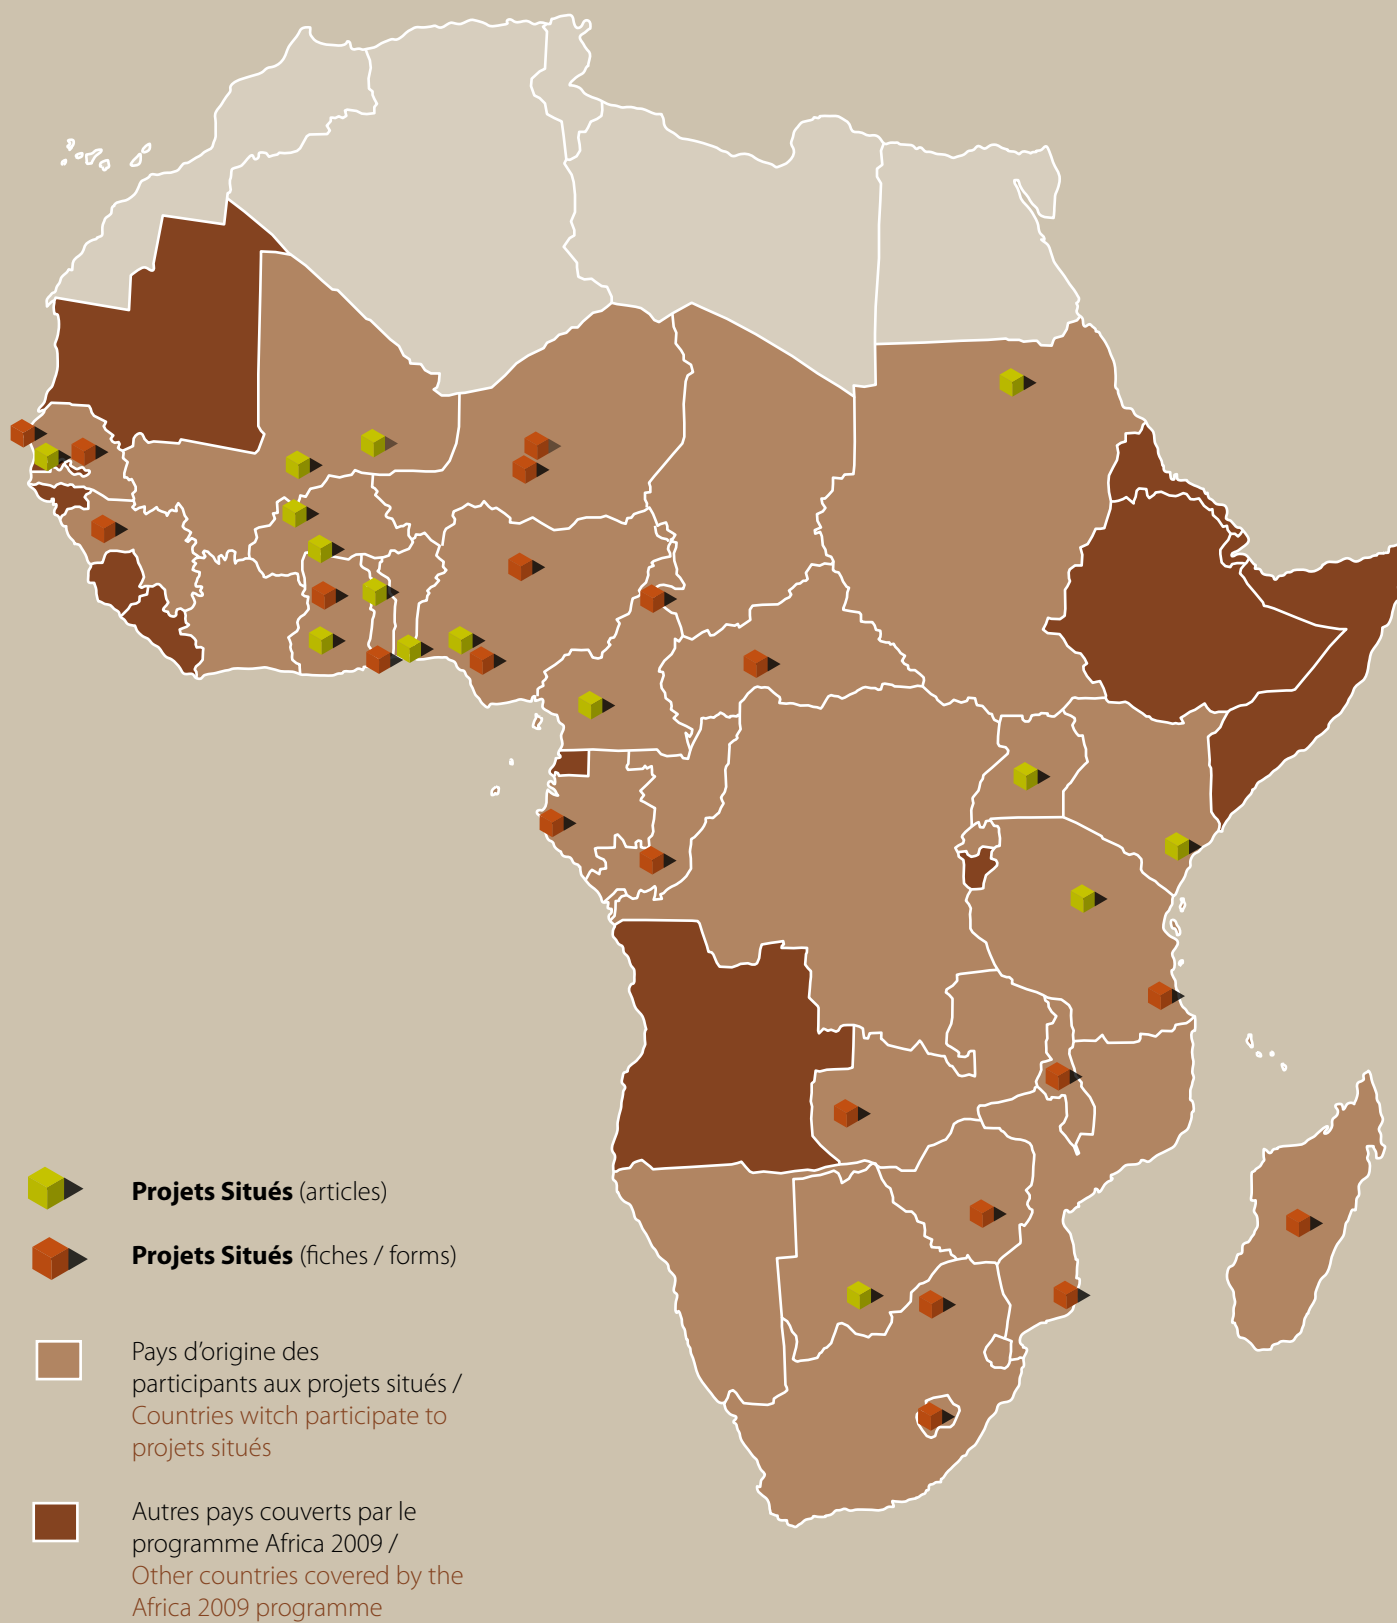 Projets Situés (articles)
Projets Situés (fiches / forms)
Pays d’origine des
participants aux projets situés /
Countries witch participate to
projets situés
Autres pays couverts par le
programme Africa 2009 /
Other countries covered by the
Africa 2009 programme